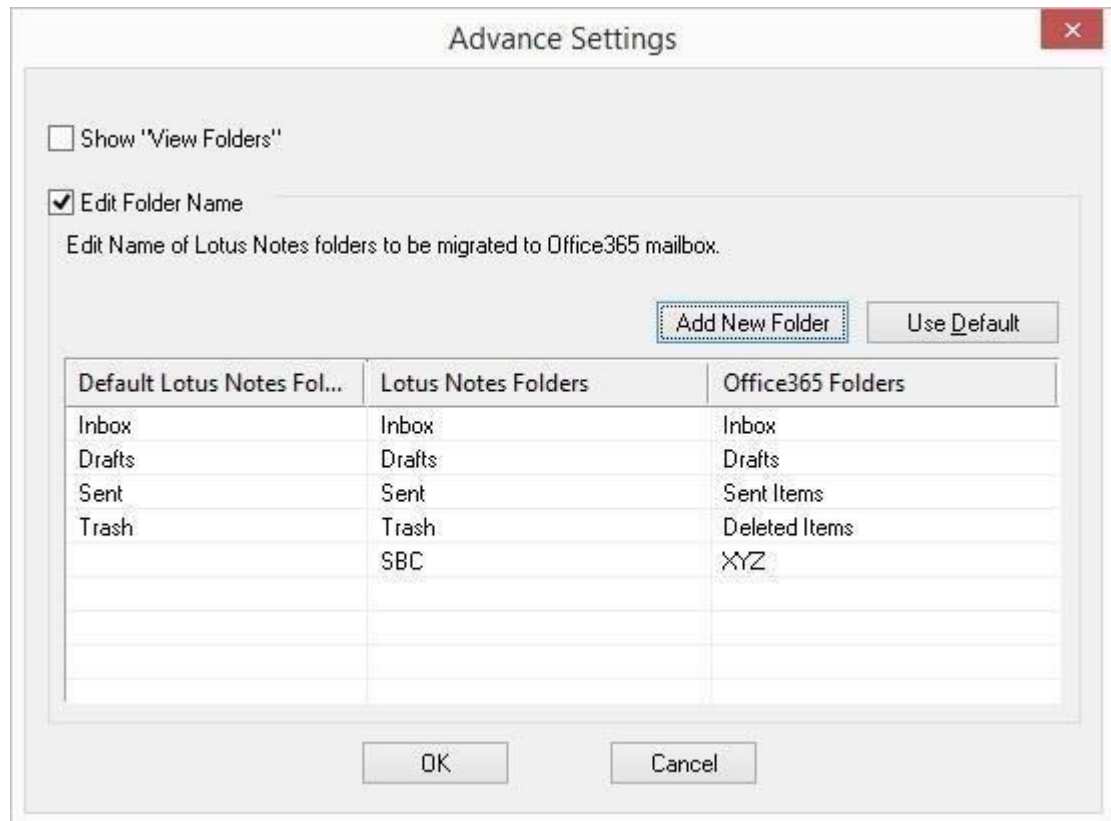 Advance Settings
Show "View Folders"
Edit Folder Name
Edit Name of Lotus Notes folders to be migrated to Office365 mailbox.
Add New Folder Use Default
Default Lotus Notes Fol... Lotus Notes Folders Office365 Folders
Inbox Inbox Inbox
Drafts Drafts Drafts
Sent Sent Sent Items
Trash Trash Deleted Items
SBC XYZ
OK Cancel